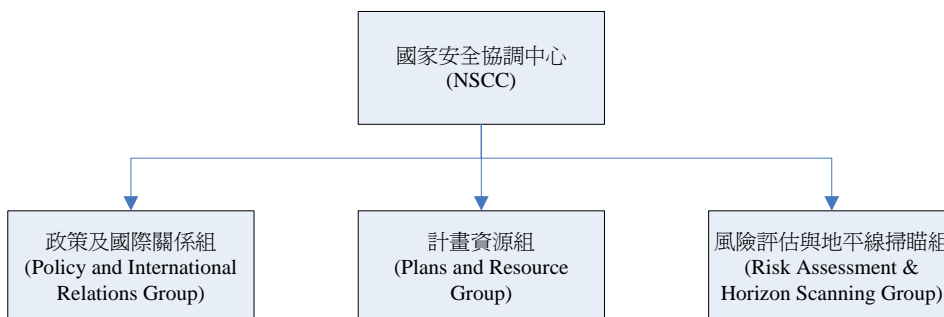 國家安全協調中心
(NSCC)
政策及國際關係組
(Policy and International
Relations Group)
計畫資源組
(Plans and Resource
Group)
風險評估與地平線掃瞄組
(Risk Assessment &
Horizon Scanning Group)